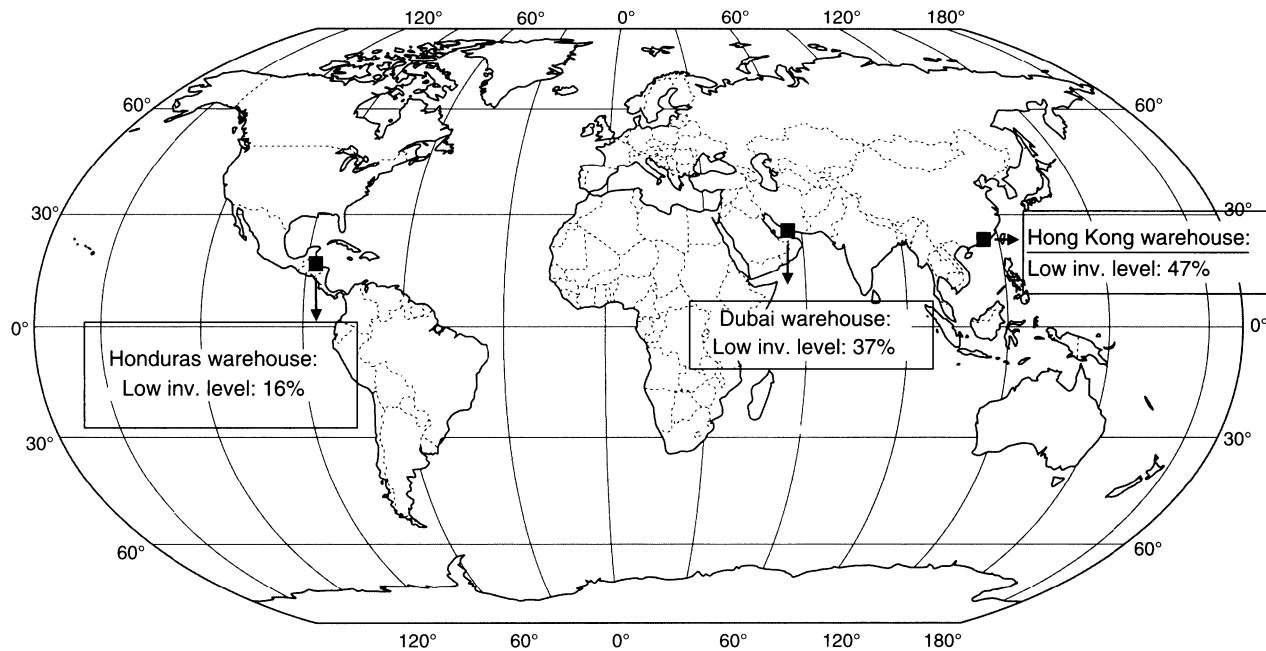 120° 60° 0° 60° 120° 180°
60° 60°
30° 30°
Hong Kong warehouse:
Low inv. level: 47%
0° 0°
Dubai warehouse:
Low inv. level: 37%
Honduras warehouse:
Low inv. level: 16%
30° 30°
60° 60°
120° 60° 0° 60° 120° 180°